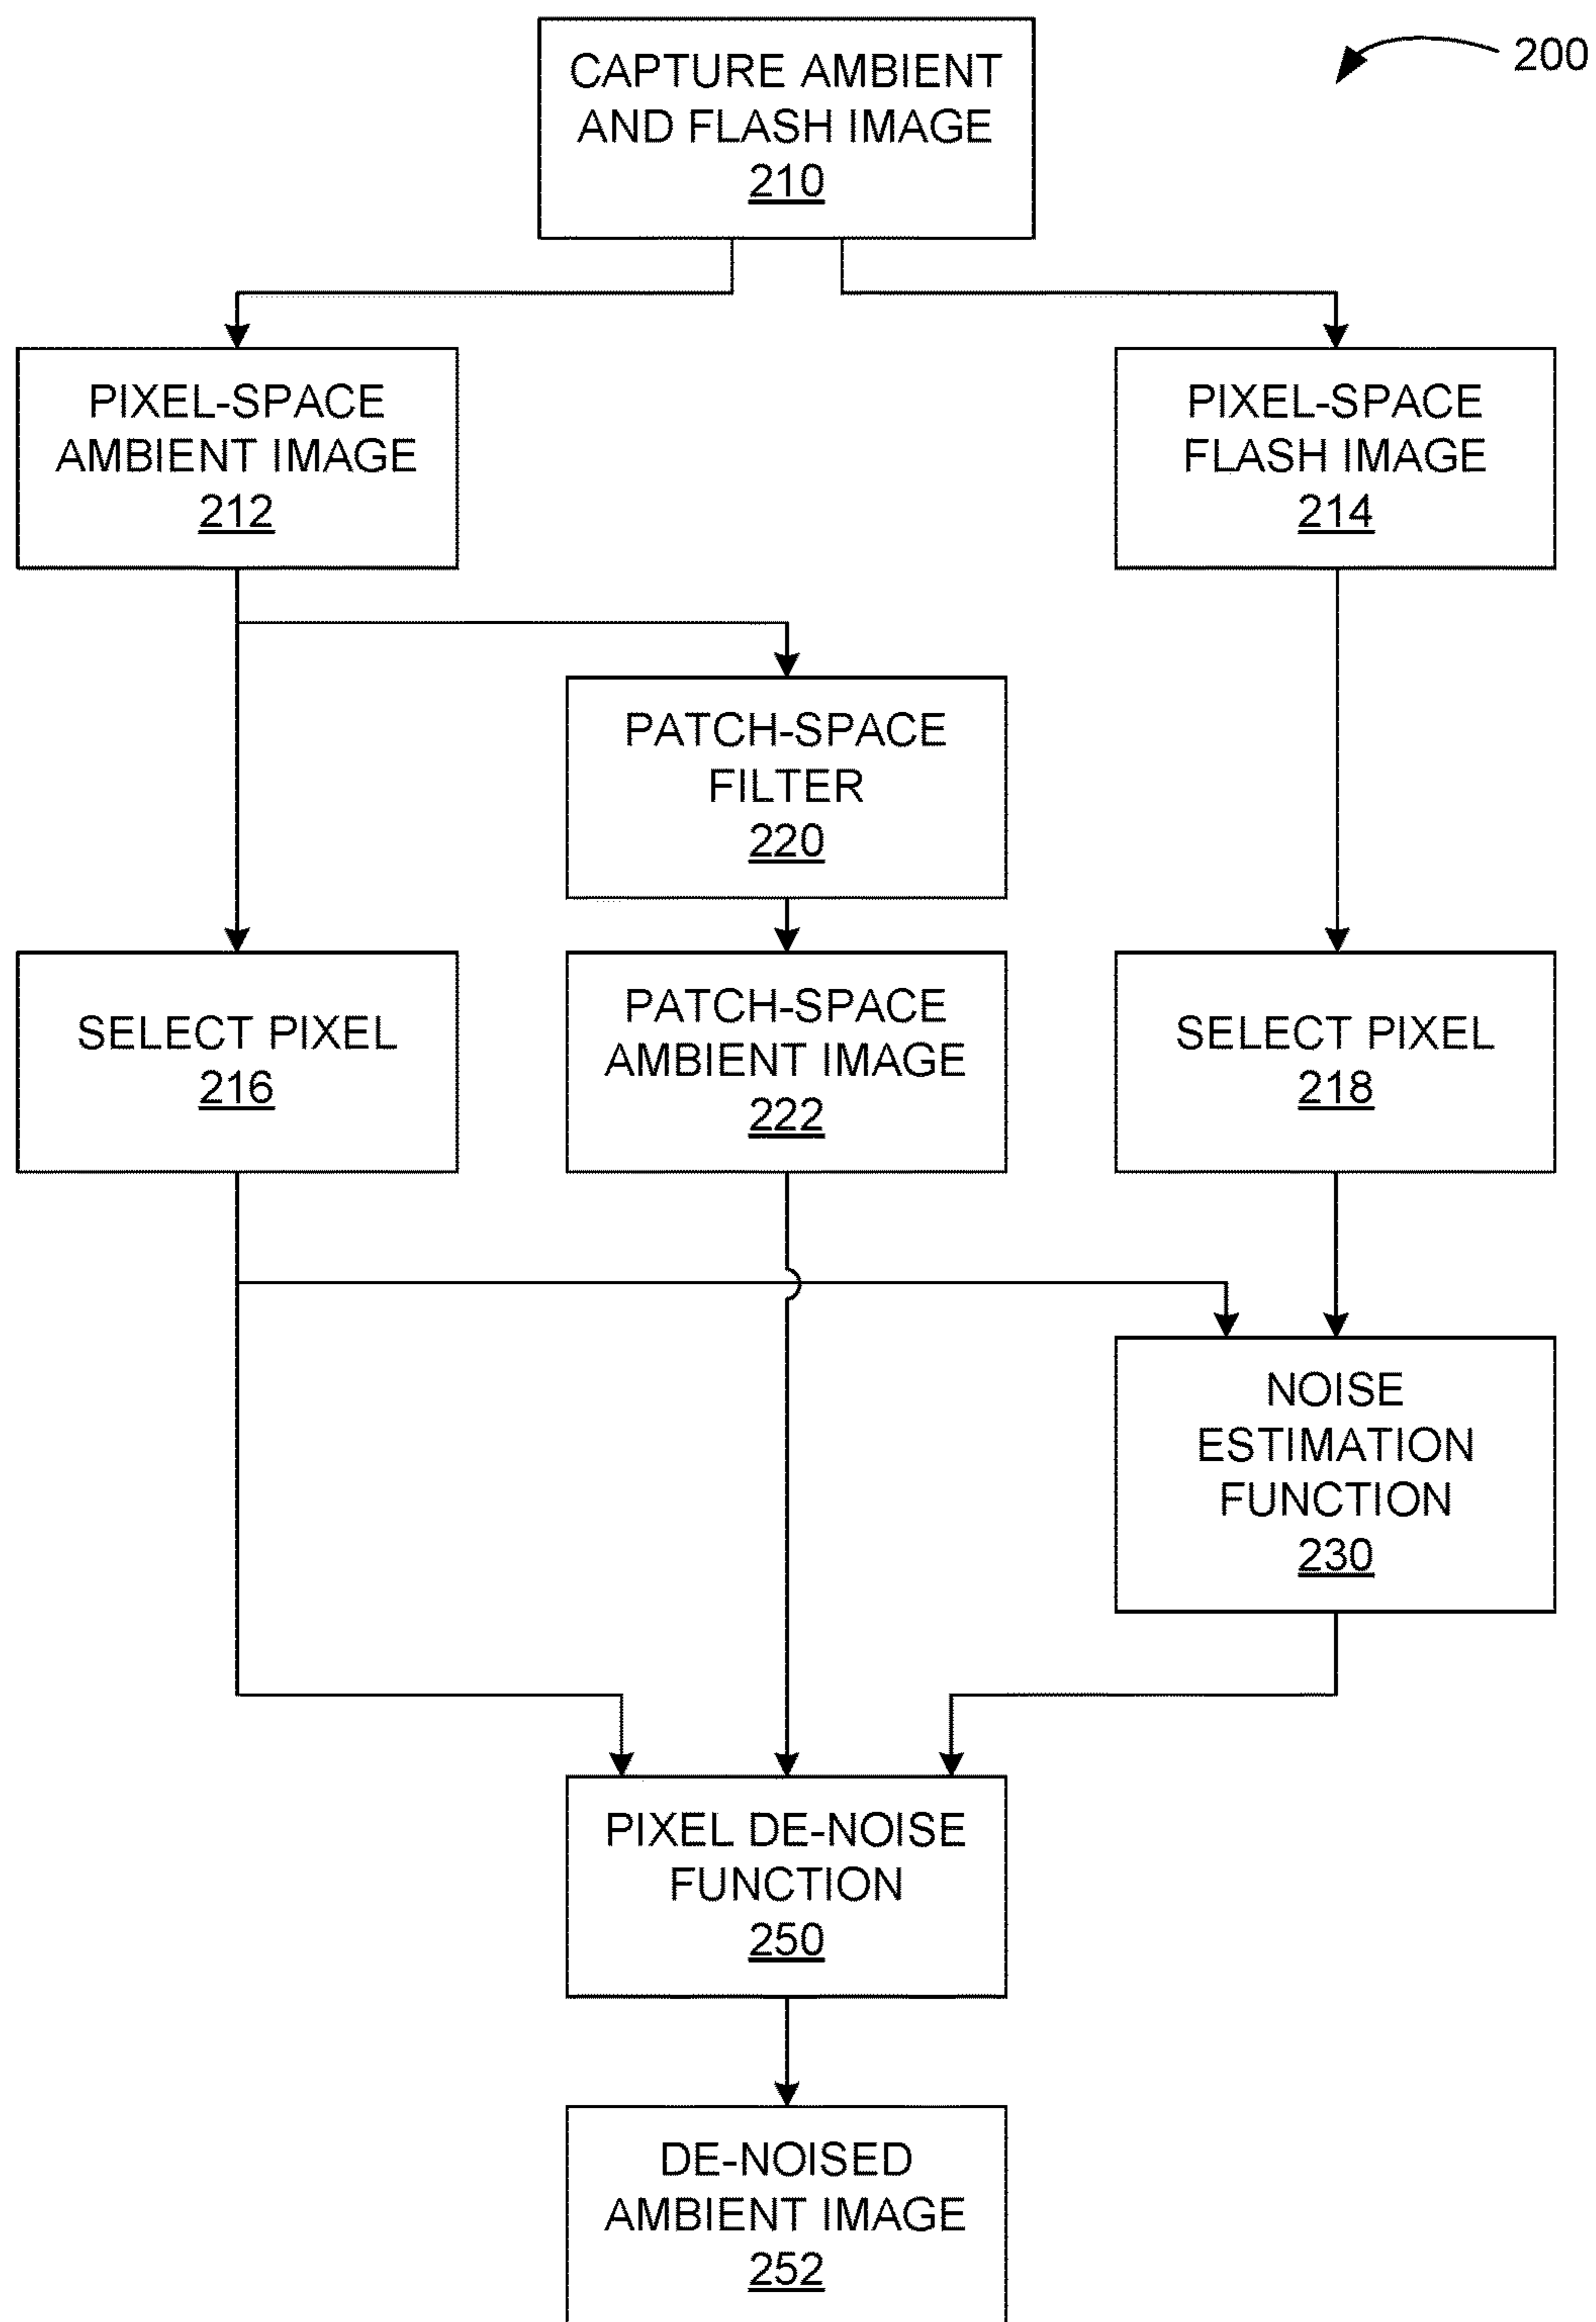 200
CAPTURE AMBIENT
AND FLASH IMAGE
210
PIXEL-SPACE
AMBIENT IMAGE
212
PIXEL-SPACE
FLASH IMAGE
214
PATCH-SPACE
FILTER
220
SELECT PIXEL
216
PATCH-SPACE
AMBIENT IMAGE
222
SELECT PIXEL
218
NOISE
ESTIMATION
FUNCTION
230
PIXEL DE-NOISE
FUNCTION
250
DE-NOISED
AMBIENT IMAGE
252